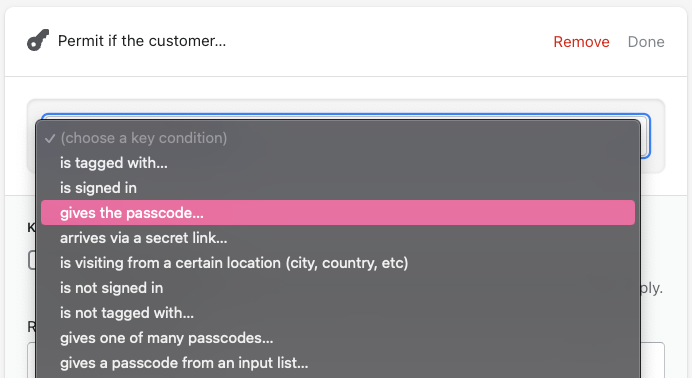 Permit if the customer...
Remove
Done
✓ (choose a key condition)
is tagged with...
is signed in
gives the passcode...
arrives via a secret link...
is visiting from a certain location (city, country, etc)
is not signed in
ply.
is not tagged with...
gives one of many passcodes...
gives a passcode from an input list...